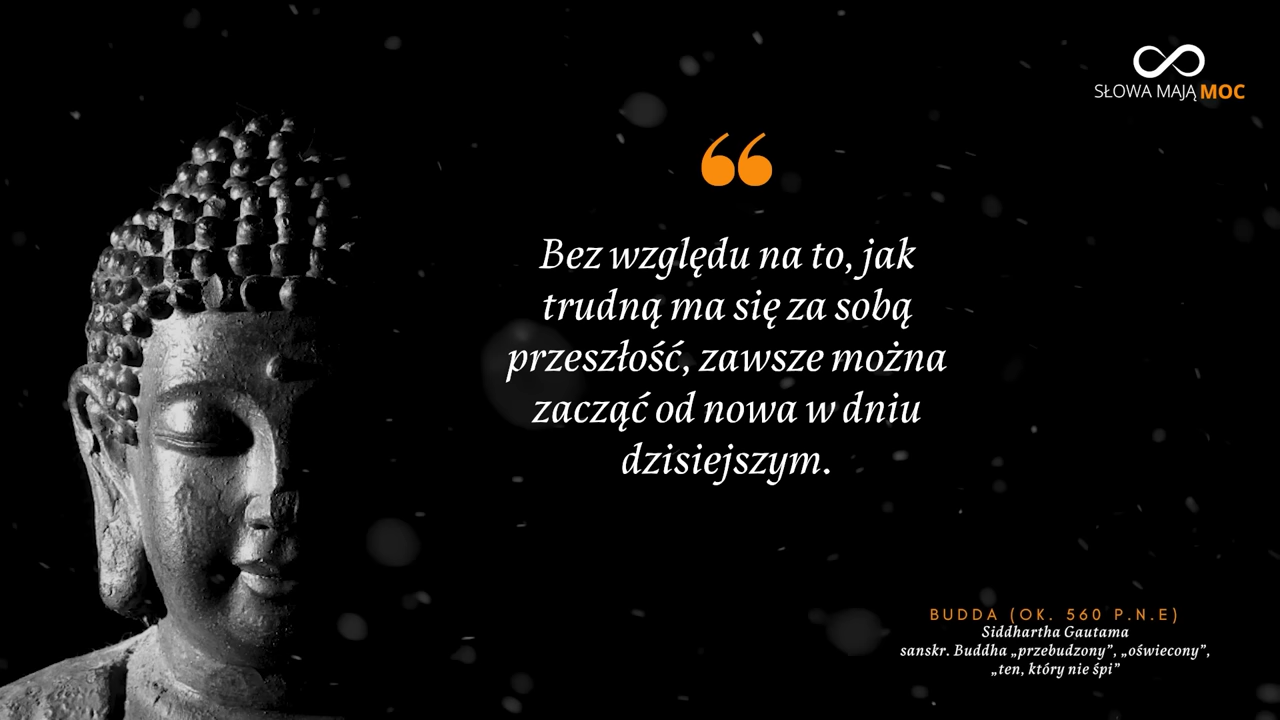 SŁOWA MAJĄ MOC
Bez względu na to, jak
trudną ma się za sobą
przeszłość, zawsze można
zacząć od nowa w dniu
dzisiejszym.
BUDDA (OK. 560 P.N.E)
Siddhartha Gautama
sanskr. Buddha „przebudzony”, „oświecony”,
„ten, który nie śpi”